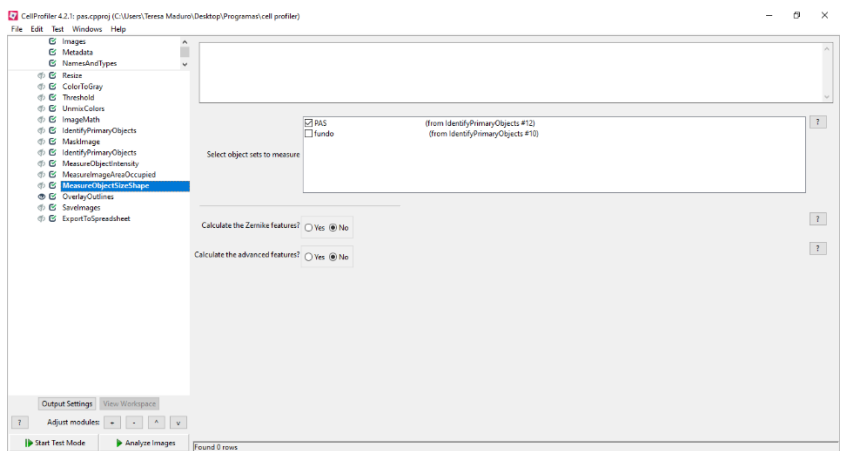 CellProfiler 4.2.1: pas.cpproj (C:\Users\Teresa Maduro\Desktop\Programas\cell profiler)
File Edit Test Windows Help
Images
Metadata
NamesAndTypes
Resize
ColorToGray
Threshold
UnmixColors
ImageMath
IdentifyPrimaryObjects
MaskImage
IdentifyPrimaryObjects
MeasureObjectIntensity
MeasureImageAreaOccupied
MeasureObjectSizeShape
OverlayOutlines
SaveImages
ExportToSpreadsheet
Output Settings View Workspace
? Adjust modules: + - ^ v
Start Test Mode Analyze Images
Select object sets to measure
PAS (from IdentifyPrimaryObjects #12)
fundo (from IdentifyPrimaryObjects #10)
?
Calculate the Zernike features? Yes No ?
Calculate the advanced features? Yes No ?
Found 0 rows